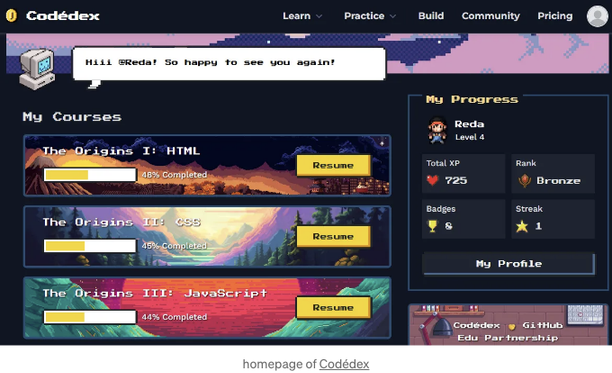 Codédex
Learn Practice Build Community Pricing
Hiii @Reda! So happy to see you again!
My Courses
The Origins I: HTML
48% Completed
Resume
The Origins II: CSS
45% Completed
Resume
The Origins III: JavaScript
44% Completed
Resume
My Progress
Reda
Level 4
Total XP
725
Rank
Bronze
Badges
8
Streak
1
My Profile
Codédex GitHub
Edu Partnership
homepage of Codédex